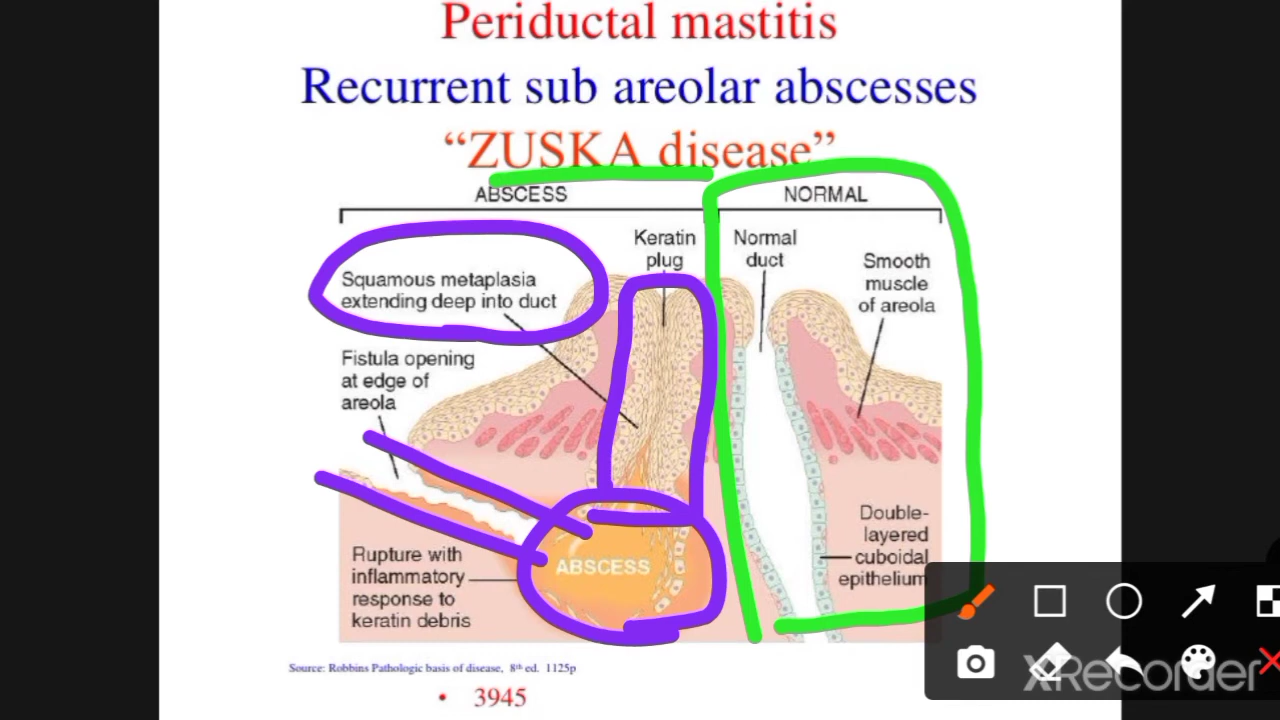 Periductal mastitis
Recurrent sub areolar abscesses
“ZUSKA disease”
ABSCESS
NORMAL
Keratin
plug
Normal
duct
Smooth
muscle
of areola
Squamous metaplasia
extending deep into duct
Fistula opening
at edge of
areola
Rupture with
inflammatory
response to
keratin debris
ABSCESS
Double-
layered
cuboidal
epithelium
Source: Robbins Pathologic basis of disease, 8th ed. 1125p
• 3945
XRecorder